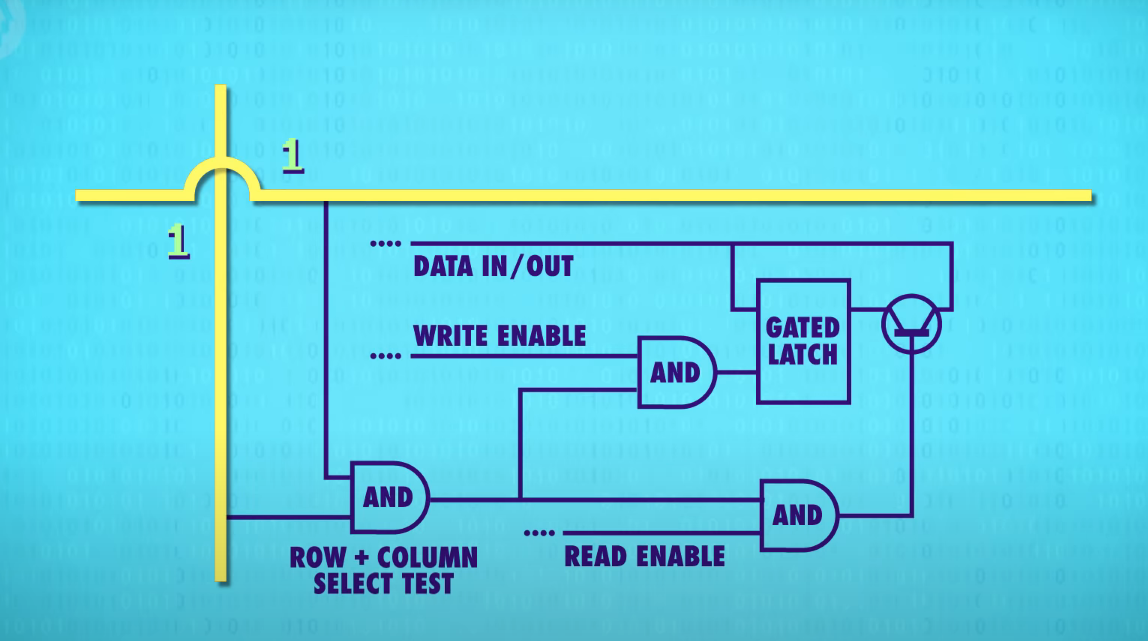 1
1
DATA IN/OUT
WRITE ENABLE
AND
GATED
LATCH
AND
AND
READ ENABLE
ROW + COLUMN
SELECT TEST